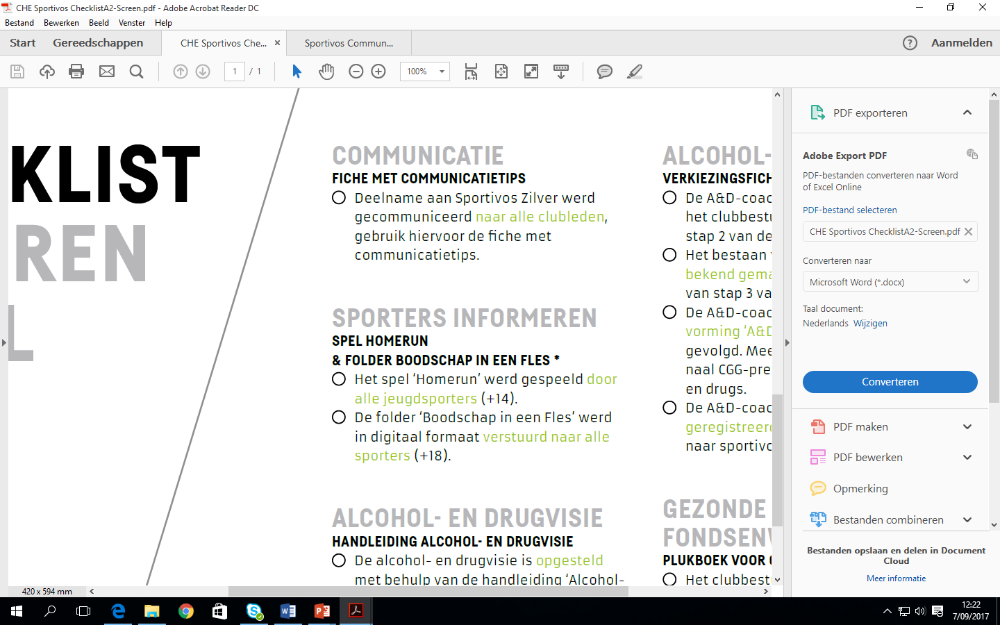 CHE Sportivos ChecklistA2-Screen.pdf - Adobe Acrobat Reader DC
Bestand Bewerken Beeld Venster Help
Start Gereedschappen CHE Sportivos Che... Sportivos Commun... Aanmelden
1 / 1 100%
KLIST
REN
L
COMMUNICATIE
FICHE MET COMMUNICATIETIPS
Deelname aan Sportivos Zilver werd
gecommuniceerd naar alle clubleden,
gebruik hiervoor de fiche met
communicatietips.
SPORTERS INFORMEREN
SPEL HOMERUN
& FOLDER BOODSCHAP IN EEN FLES *
Het spel ‘Homerun’ werd gespeeld door
alle jeugdsporters (+14).
De folder ‘Boodschap in een Fles’ werd
in digitaal formaat verstuurd naar alle
sporters (+18).
ALCOHOL- EN DRUGVISIE
HANDLEIDING ALCOHOL- EN DRUGVISIE
De alcohol- en drugvisie is opgesteld
met behulp van de handleiding ‘Alcohol-
ALCOHOL-
VERKIEZINGSFICH
De A&D-coac
het clubbestu
stap 2 van de
Het bestaan
bekend gema
van stap 3 va
De A&D-coac
vorming ‘A&D
gevolgd. Mee
naal CGG-pre
en drugs.
De A&D-coac
geregistreerd
naar sportivo
GEZONDE
FONDSENW
PLUKBOEK VOOR
Het clubbestu
PDF exporteren
Adobe Export PDF
PDF-bestanden converteren naar Word
of Excel Online
PDF-bestand selecteren
CHE Sportivos ChecklistA2-Screen.pdf
Converteren naar
Microsoft Word (*.docx)
Taal document:
Nederlands Wijzigen
Converteren
PDF maken
PDF bewerken
Opmerking
Bestanden combineren
Bestanden opslaan en delen in Document
Cloud
Meer informatie
420 x 594 mm
12:22
7/09/2017